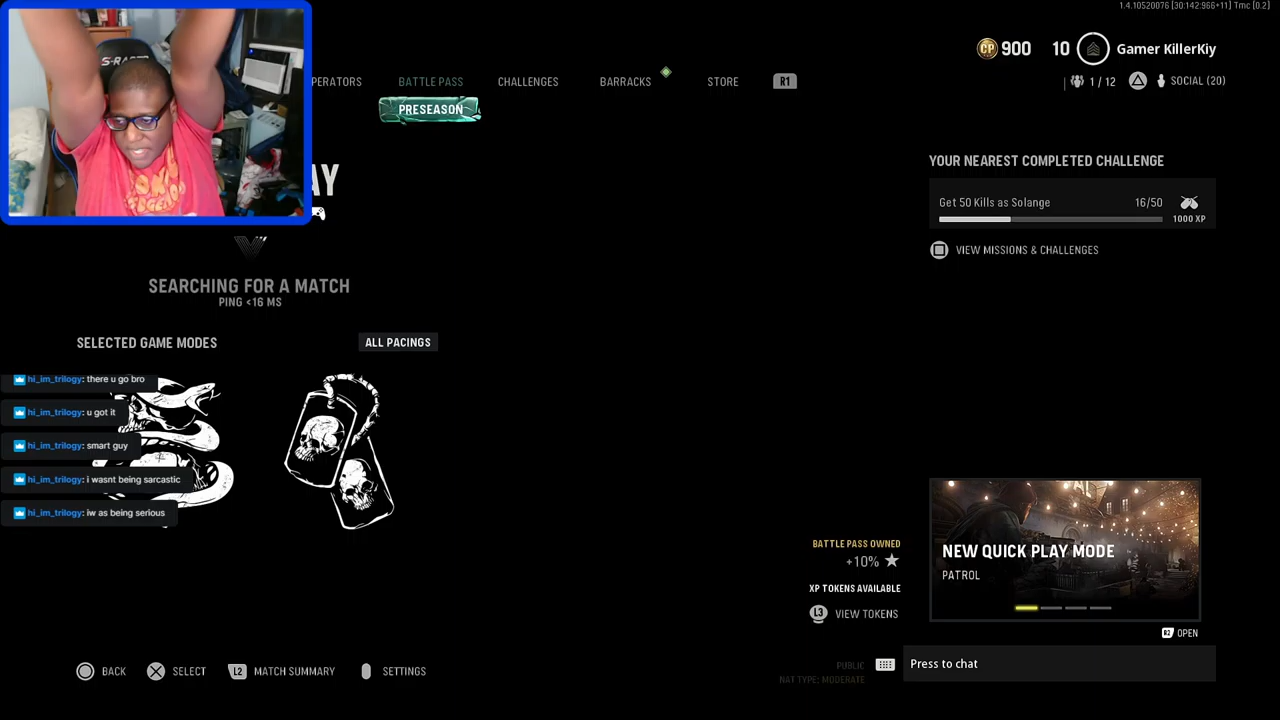 1.4.10520076 [30:142:966+11] Tmc [0.2]
CP 900 10 Gamer KillerKiy
PERATORS BATTLE PASS CHALLENGES BARRACKS STORE R1
1 / 12 SOCIAL (20)
PRESEASON
AY
YOUR NEAREST COMPLETED CHALLENGE
Get 50 Kills as Solange 16/50
1000 XP
VIEW MISSIONS & CHALLENGES
SEARCHING FOR A MATCH
PING <16 MS
SELECTED GAME MODES ALL PACINGS
hi_im_trilogy: there u go bro
hi_im_trilogy: u got it
hi_im_trilogy: smart guy
hi_im_trilogy: i wasnt being sarcastic
hi_im_trilogy: iw as being serious
BATTLE PASS OWNED
+10%
XP TOKENS AVAILABLE
L3 VIEW TOKENS
NEW QUICK PLAY MODE
PATROL
R2 OPEN
BACK SELECT L2 MATCH SUMMARY SETTINGS
PUBLIC
NAT TYPE: MODERATE
Press to chat